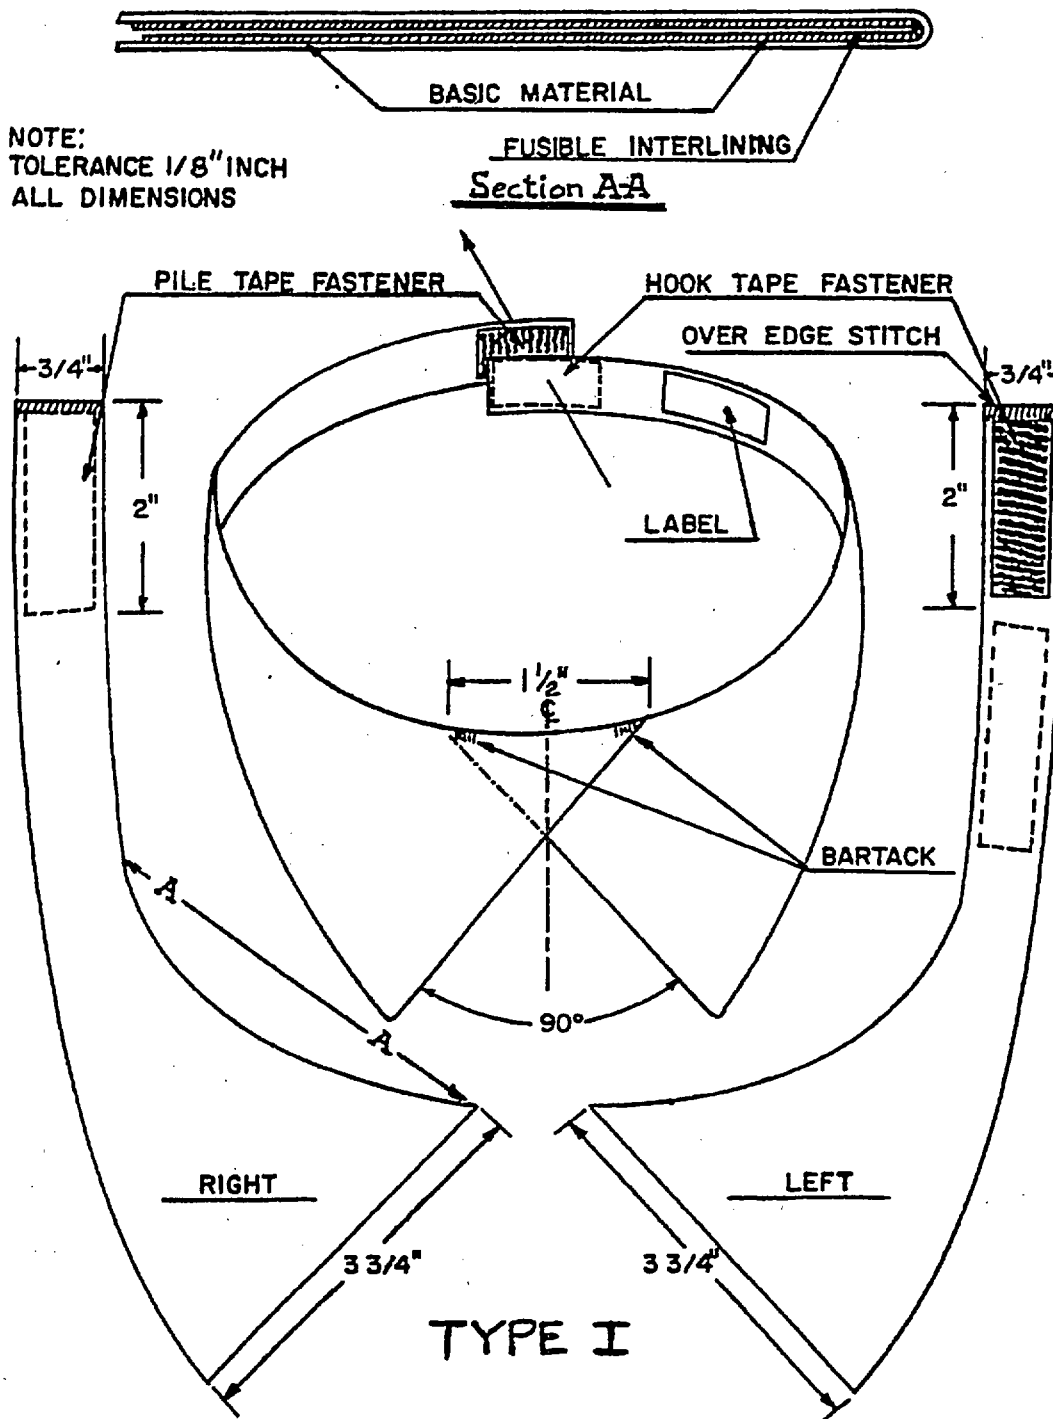 BASIC MATERIAL
NOTE:
TOLERANCE 1/8" INCH
ALL DIMENSIONS
FUSIBLE INTERLINING
Section A-A
PILE TAPE FASTENER
HOOK TAPE FASTENER
OVER EDGE STITCH
3/4"
3/4"
2"
2"
LABEL
1 1/2"
℄
BARTACK
A
90°
A
RIGHT
LEFT
3 3/4"
3 3/4"
TYPE I